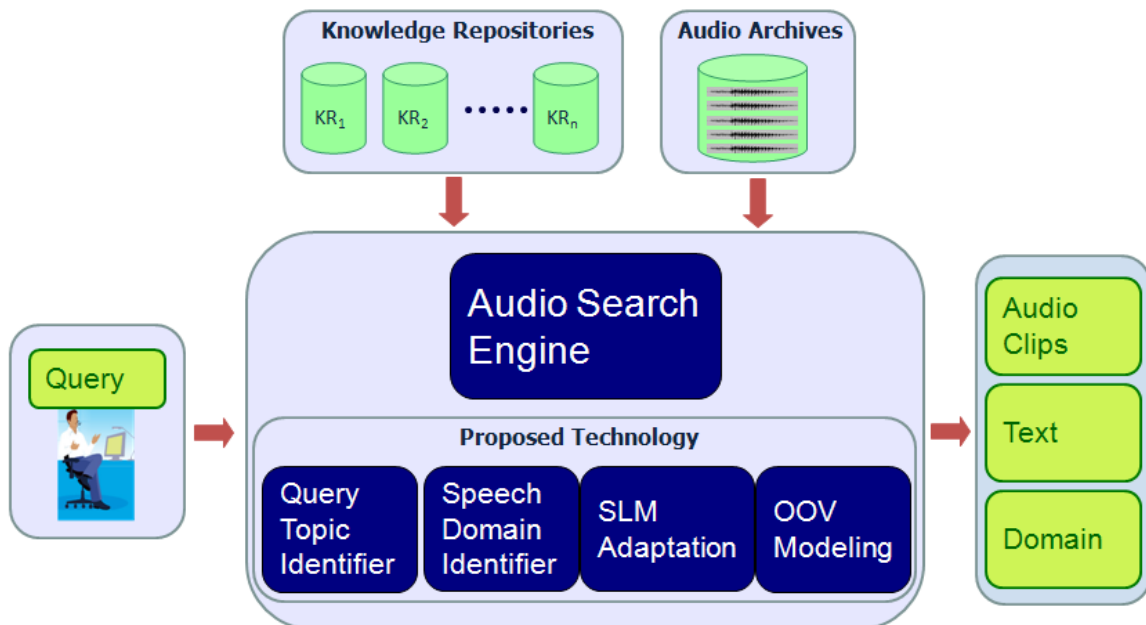 Knowledge Repositories
KR1
KR2
.....
KRn
Audio Archives
Audio Search
Engine
Query
Proposed Technology
Query
Topic
Identifier
Speech
Domain
Identifier
SLM
Adaptation
OOV
Modeling
Audio
Clips
Text
Domain